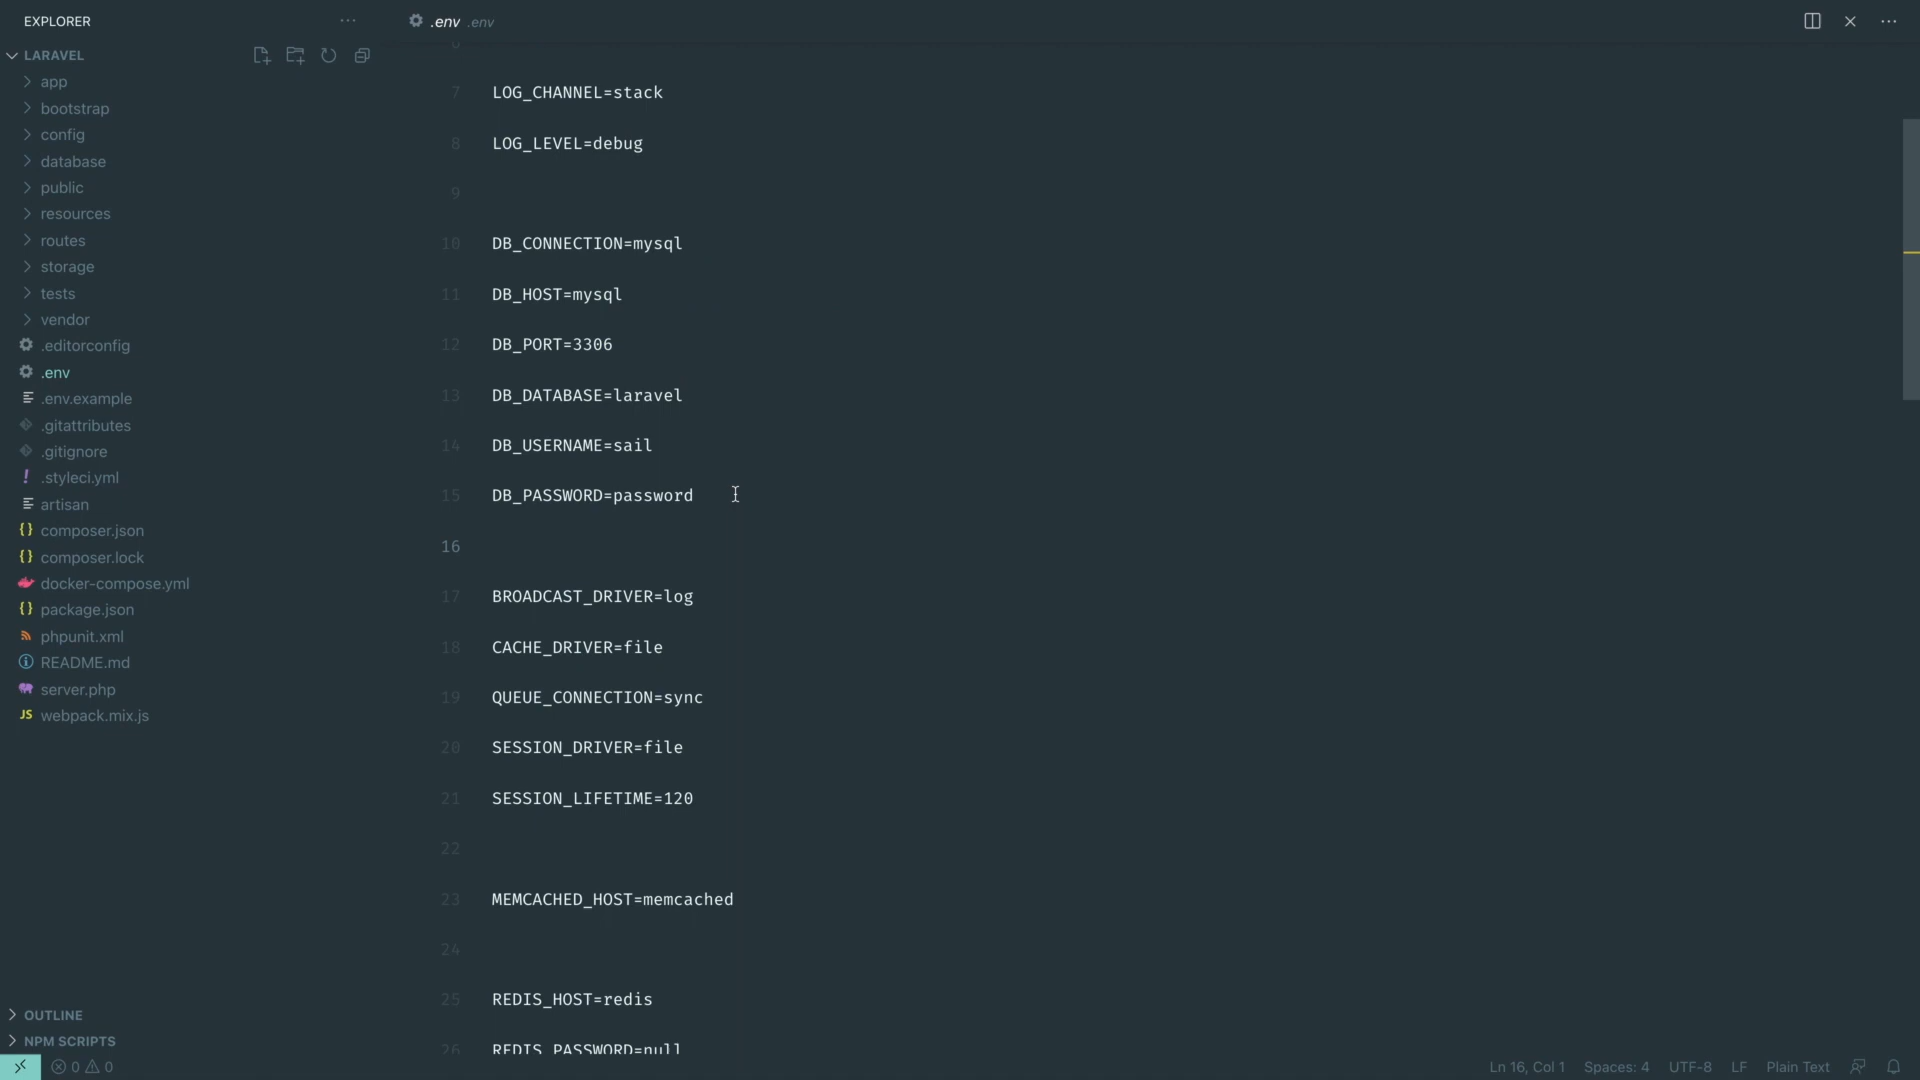 EXPLORER
LARAVEL
app
bootstrap
config
database
public
resources
routes
storage
tests
vendor
.editorconfig
.env
.env.example
.gitattributes
.gitignore
.styleci.yml
artisan
composer.json
composer.lock
docker-compose.yml
package.json
phpunit.xml
README.md
server.php
JS webpack.mix.js
OUTLINE
NPM SCRIPTS
.env .env
6
7 LOG_CHANNEL=stack
8 LOG_LEVEL=debug
9
10 DB_CONNECTION=mysql
11 DB_HOST=mysql
12 DB_PORT=3306
13 DB_DATABASE=laravel
14 DB_USERNAME=sail
15 DB_PASSWORD=password
16
17 BROADCAST_DRIVER=log
18 CACHE_DRIVER=file
19 QUEUE_CONNECTION=sync
20 SESSION_DRIVER=file
21 SESSION_LIFETIME=120
22
23 MEMCACHED_HOST=memcached
24
25 REDIS_HOST=redis
26 REDIS_PASSWORD=null
0 0
Ln 16, Col 1 Spaces: 4 UTF-8 LF Plain Text